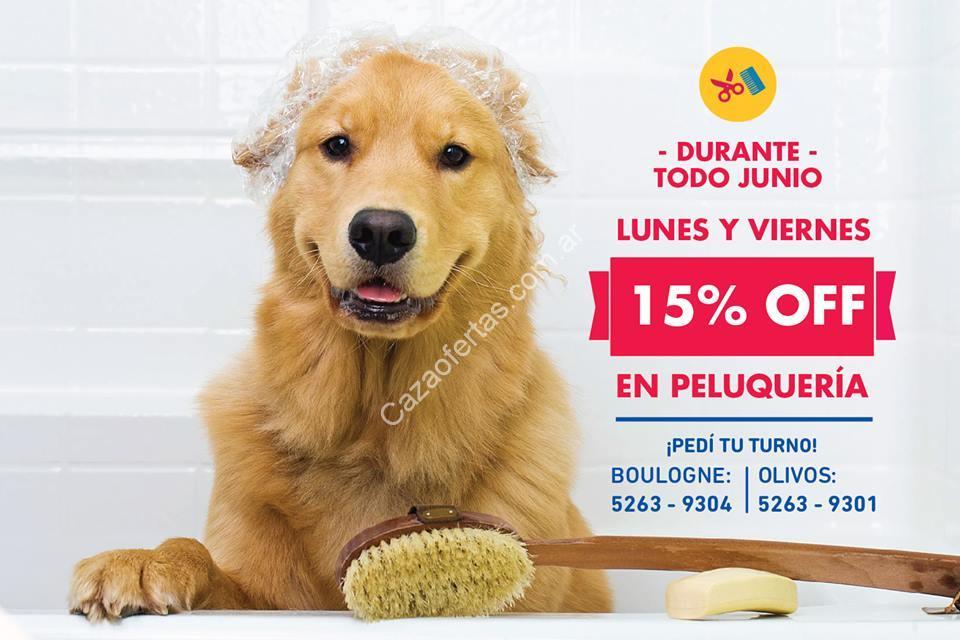 - DURANTE -
TODO JUNIO
LUNES Y VIERNES
15% OFF
EN PELUQUERÍA
¡PEDÍ TU TURNO!
BOULOGNE:
5263 - 9304
OLIVOS:
5263 - 9301
Cazaofertas.com.ar